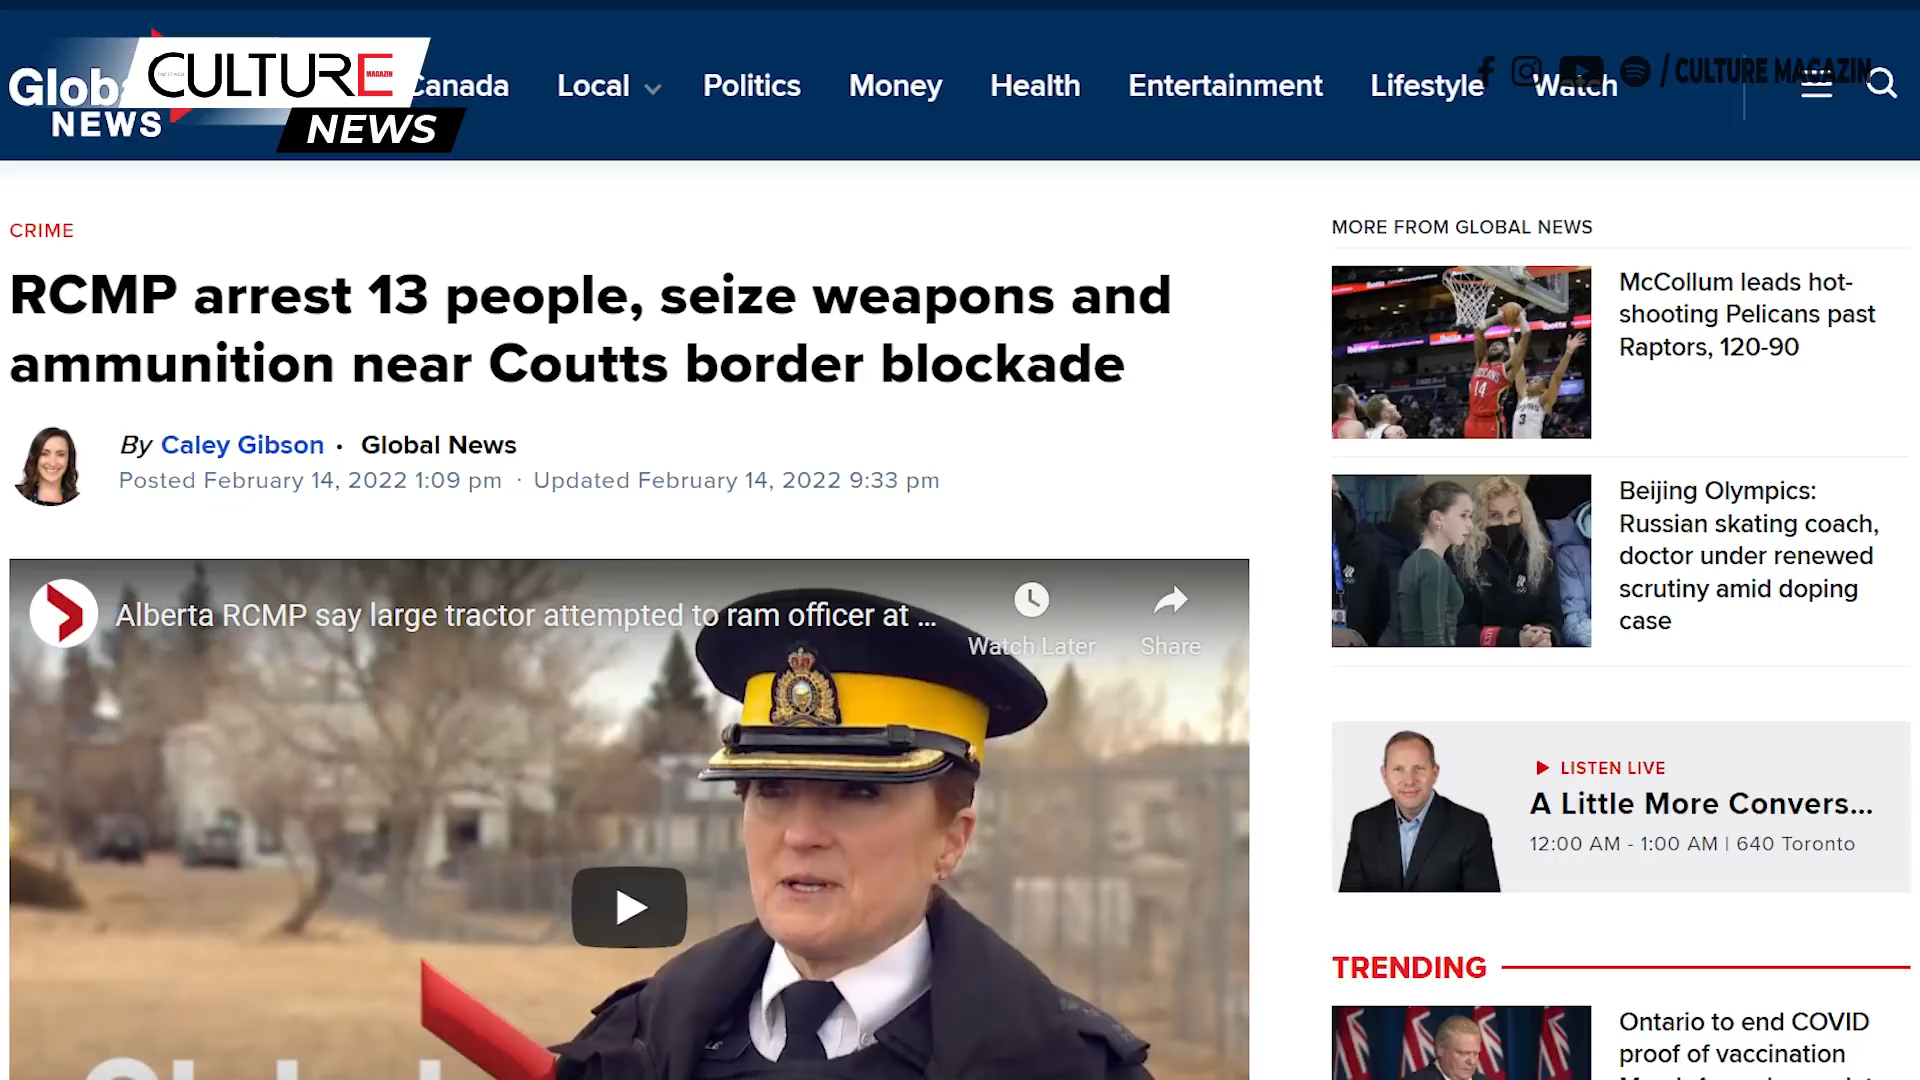 Global
NEWS
CULTURE
MAGAZIN
NEWS
Canada
Local
Politics
Money
Health
Entertainment
Lifestyle
Watch
/ CULTURE MAGAZIN
CRIME
RCMP arrest 13 people, seize weapons and
ammunition near Coutts border blockade
By Caley Gibson · Global News
Posted February 14, 2022 1:09 pm · Updated February 14, 2022 9:33 pm
Alberta RCMP say large tractor attempted to ram officer at ...
Watch Later
Share
MORE FROM GLOBAL NEWS
McCollum leads hot-
shooting Pelicans past
Raptors, 120-90
Beijing Olympics:
Russian skating coach,
doctor under renewed
scrutiny amid doping
case
LISTEN LIVE
A Little More Convers...
12:00 AM - 1:00 AM | 640 Toronto
TRENDING
Ontario to end COVID
proof of vaccination